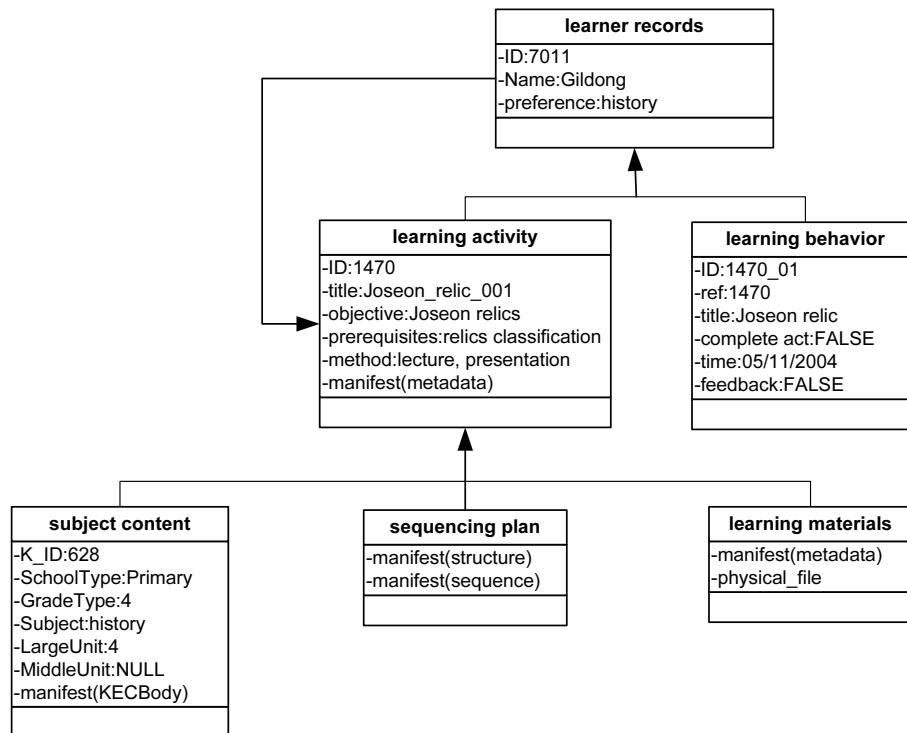 learner records
-ID:7011
-Name:Gildong
-preference:history
learning activity
-ID:1470
-title:Joseon_relic_001
-objective:Joseon relics
-prerequisites:relics classification
-method:lecture, presentation
-manifest(metadata)
learning behavior
-ID:1470_01
-ref:1470
-title:Joseon relic
-complete act:FALSE
-time:05/11/2004
-feedback:FALSE
subject content
-K_ID:628
-SchoolType:Primary
-GradeType:4
-Subject:history
-LargeUnit:4
-MiddleUnit:NULL
-manifest(KECBody)
sequencing plan
-manifest(structure)
-manifest(sequence)
learning materials
-manifest(metadata)
-physical_file